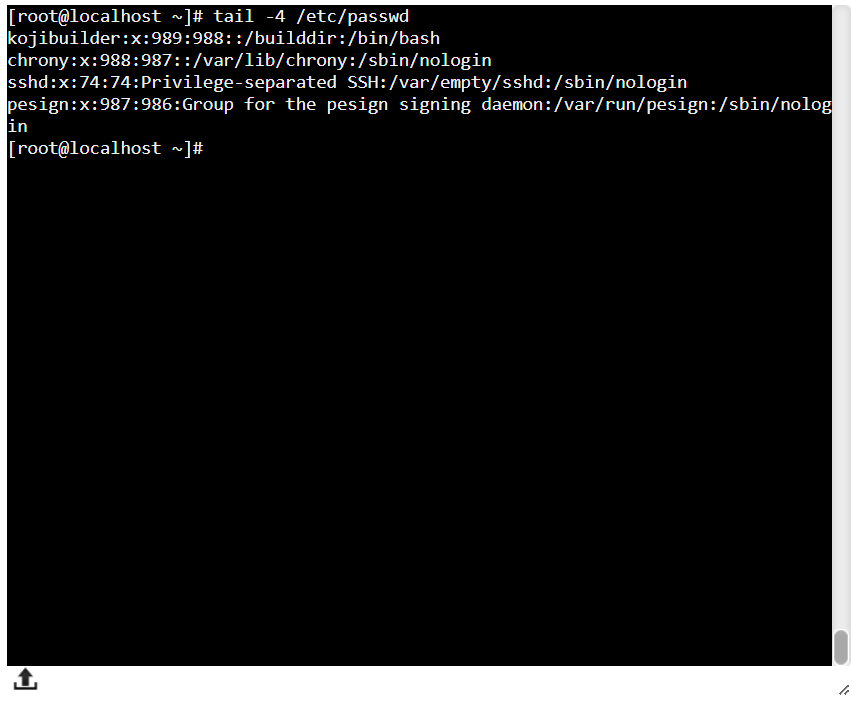 [root@localhost ~]# tail -4 /etc/passwd
kojibuilder:x:989:988::/builddir:/bin/bash
chrony:x:988:987::/var/lib/chrony:/sbin/nologin
sshd:x:74:74:Privilege-separated SSH:/var/empty/sshd:/sbin/nologin
pesign:x:987:986:Group for the pesign signing daemon:/var/run/pesign:/sbin/nolog
in
[root@localhost ~]#